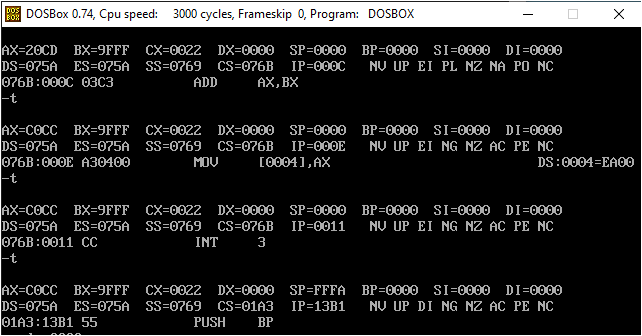 DOSBox 0.74, Cpu speed: 3000 cycles, Frameskip 0, Program: DOSBOX
AX=20CD BX=9FFF CX=0022 DX=0000 SP=0000 BP=0000 SI=0000 DI=0000
DS=075A ES=075A SS=0769 CS=076B IP=000C NV UP EI PL NZ NA PO NC
076B:000C 03C3 ADD AX,BX
-t
AX=C0CC BX=9FFF CX=0022 DX=0000 SP=0000 BP=0000 SI=0000 DI=0000
DS=075A ES=075A SS=0769 CS=076B IP=000E NV UP EI NG NZ AC PE NC
076B:000E A30400 MOV [0004],AX DS:0004=EA00
-t
AX=C0CC BX=9FFF CX=0022 DX=0000 SP=0000 BP=0000 SI=0000 DI=0000
DS=075A ES=075A SS=0769 CS=076B IP=0011 NV UP EI NG NZ AC PE NC
076B:0011 CC INT 3
-t
AX=C0CC BX=9FFF CX=0022 DX=0000 SP=FFFA BP=0000 SI=0000 DI=0000
DS=075A ES=075A SS=0769 CS=01A3 IP=13B1 NV UP DI NG NZ AC PE NC
01A3:13B1 55 PUSH BP